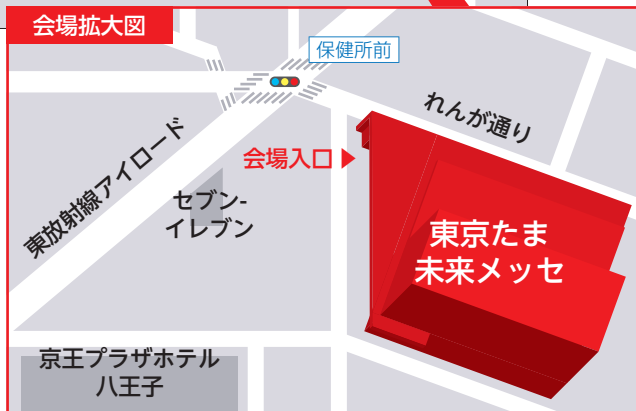 会場拡大図
保健所前
れんが通り
東放射線アイロード
会場入口
セブン-
イレブン
東京たま
未来メッセ
京王プラザホテル
八王子